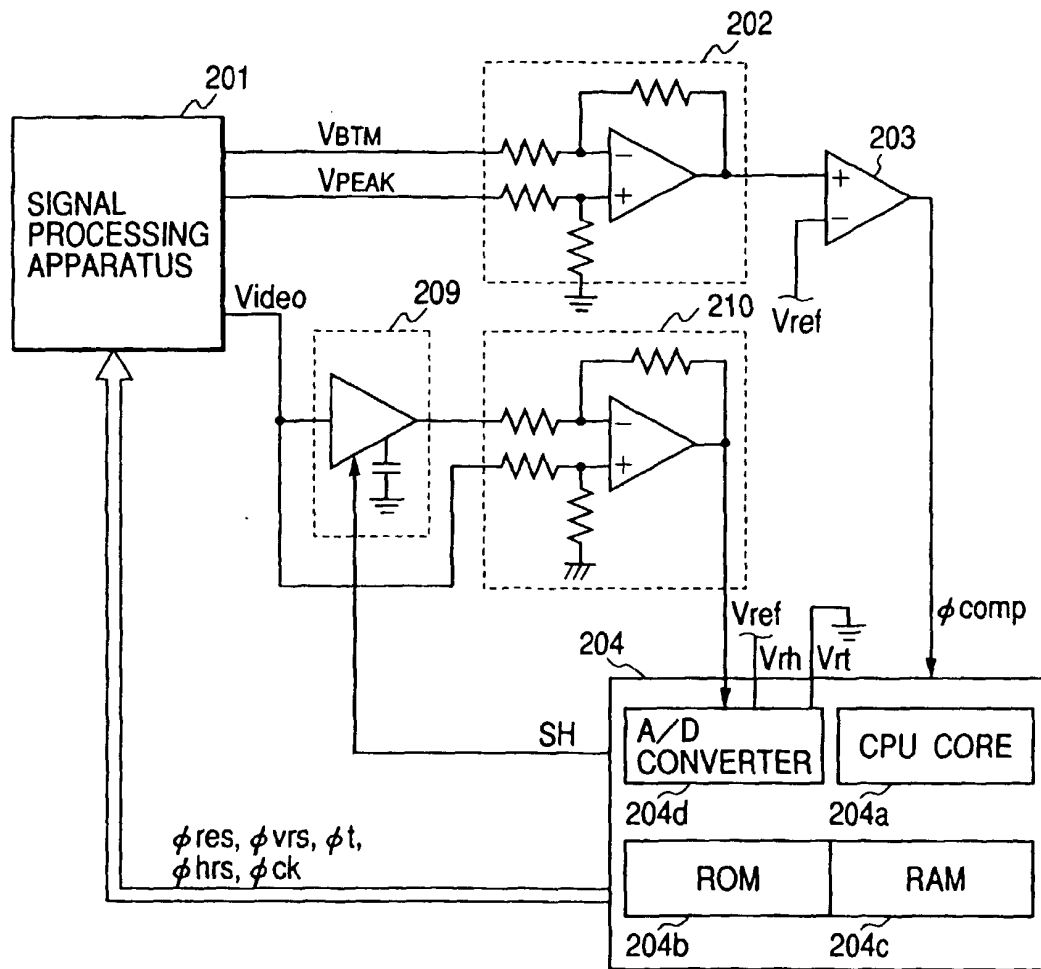 202
201
VBTM
203
VPEAK
+
-
-
+
SIGNAL
PROCESSING
APPARATUS
Video
209
210
Vref
-
+
Vref
Vrh
Vrt
ϕcomp
204
SH
A/D
CONVERTER
CPU CORE
204d
204a
ϕres, ϕvrs, ϕt,
ϕhrs, ϕck
ROM
RAM
204b
204c